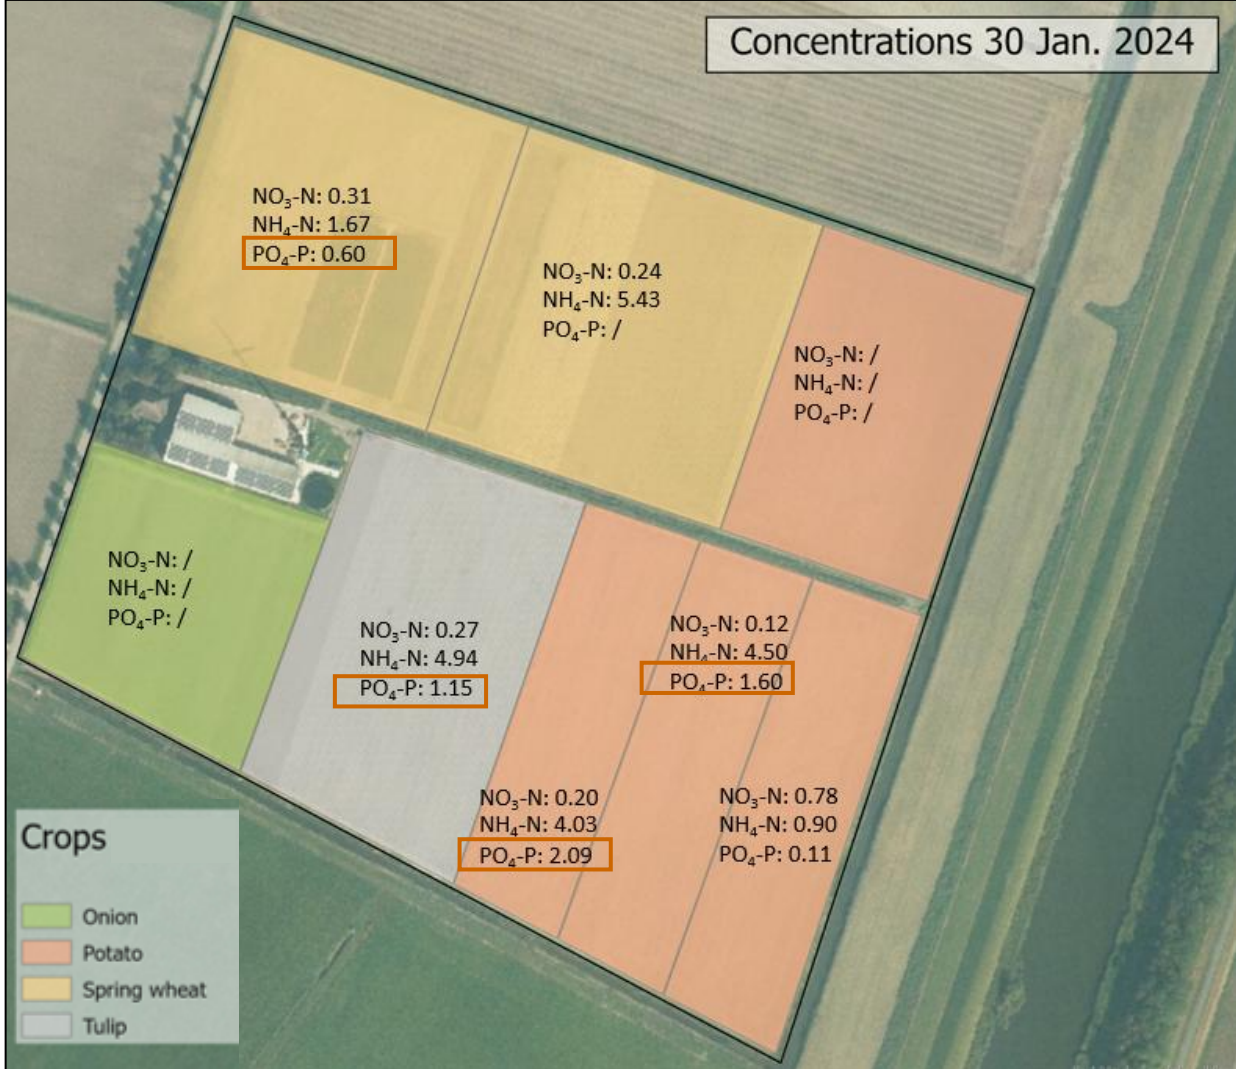 Concentrations 30 Jan. 2024
NO₃-N: 0.31
NH₄-N: 1.67
PO₄-P: 0.60
NO₃-N: 0.24
NH₄-N: 5.43
PO₄-P: /
NO₃-N: /
NH₄-N: /
PO₄-P: /
NO₃-N: /
NH₄-N: /
PO₄-P: /
NO₃-N: 0.27
NH₄-N: 4.94
PO₄-P: 1.15
NO₃-N: 0.12
NH₄-N: 4.50
PO₄-P: 1.60
NO₃-N: 0.20
NH₄-N: 4.03
PO₄-P: 2.09
NO₃-N: 0.78
NH₄-N: 0.90
PO₄-P: 0.11
Crops
Onion
Potato
Spring wheat
Tulip